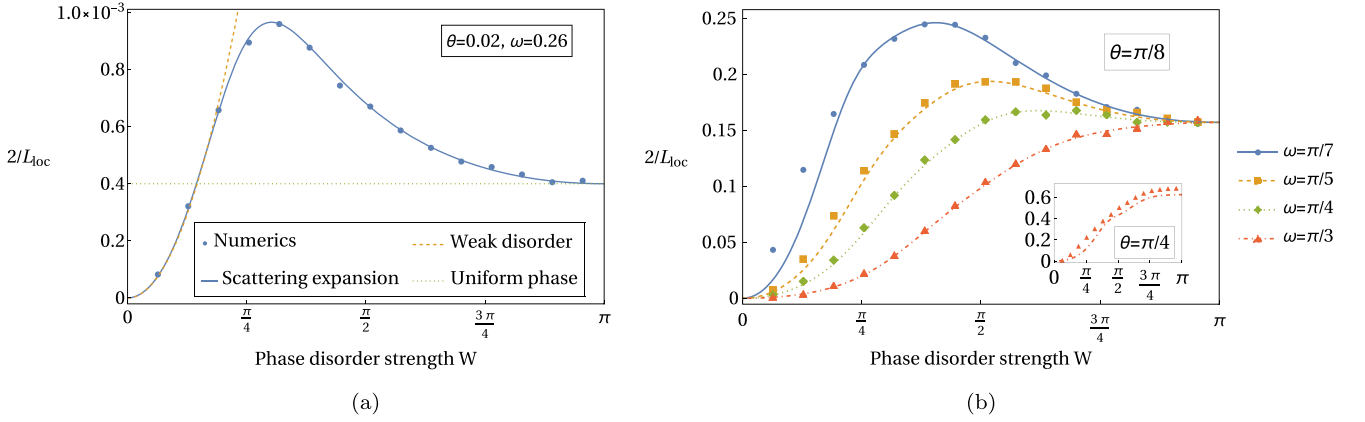 1.0×10⁻³
0.8
0.6
2/L_loc
0.4
0.2
0
0
π/4
π/2
3π/4
π
θ=0.02, ω=0.26
Numerics
Weak disorder
Scattering expansion
Uniform phase
Phase disorder strength W
(a)
0.25
0.2
0.15
2/L_loc
0.1
0.05
0
0
π/4
π/2
3π/4
π
θ=π/8
0.6
0.4
0.2
0
0
π/4
π/2
3π/4
π
θ=π/4
Phase disorder strength W
(b)
ω=π/7
ω=π/5
ω=π/4
ω=π/3